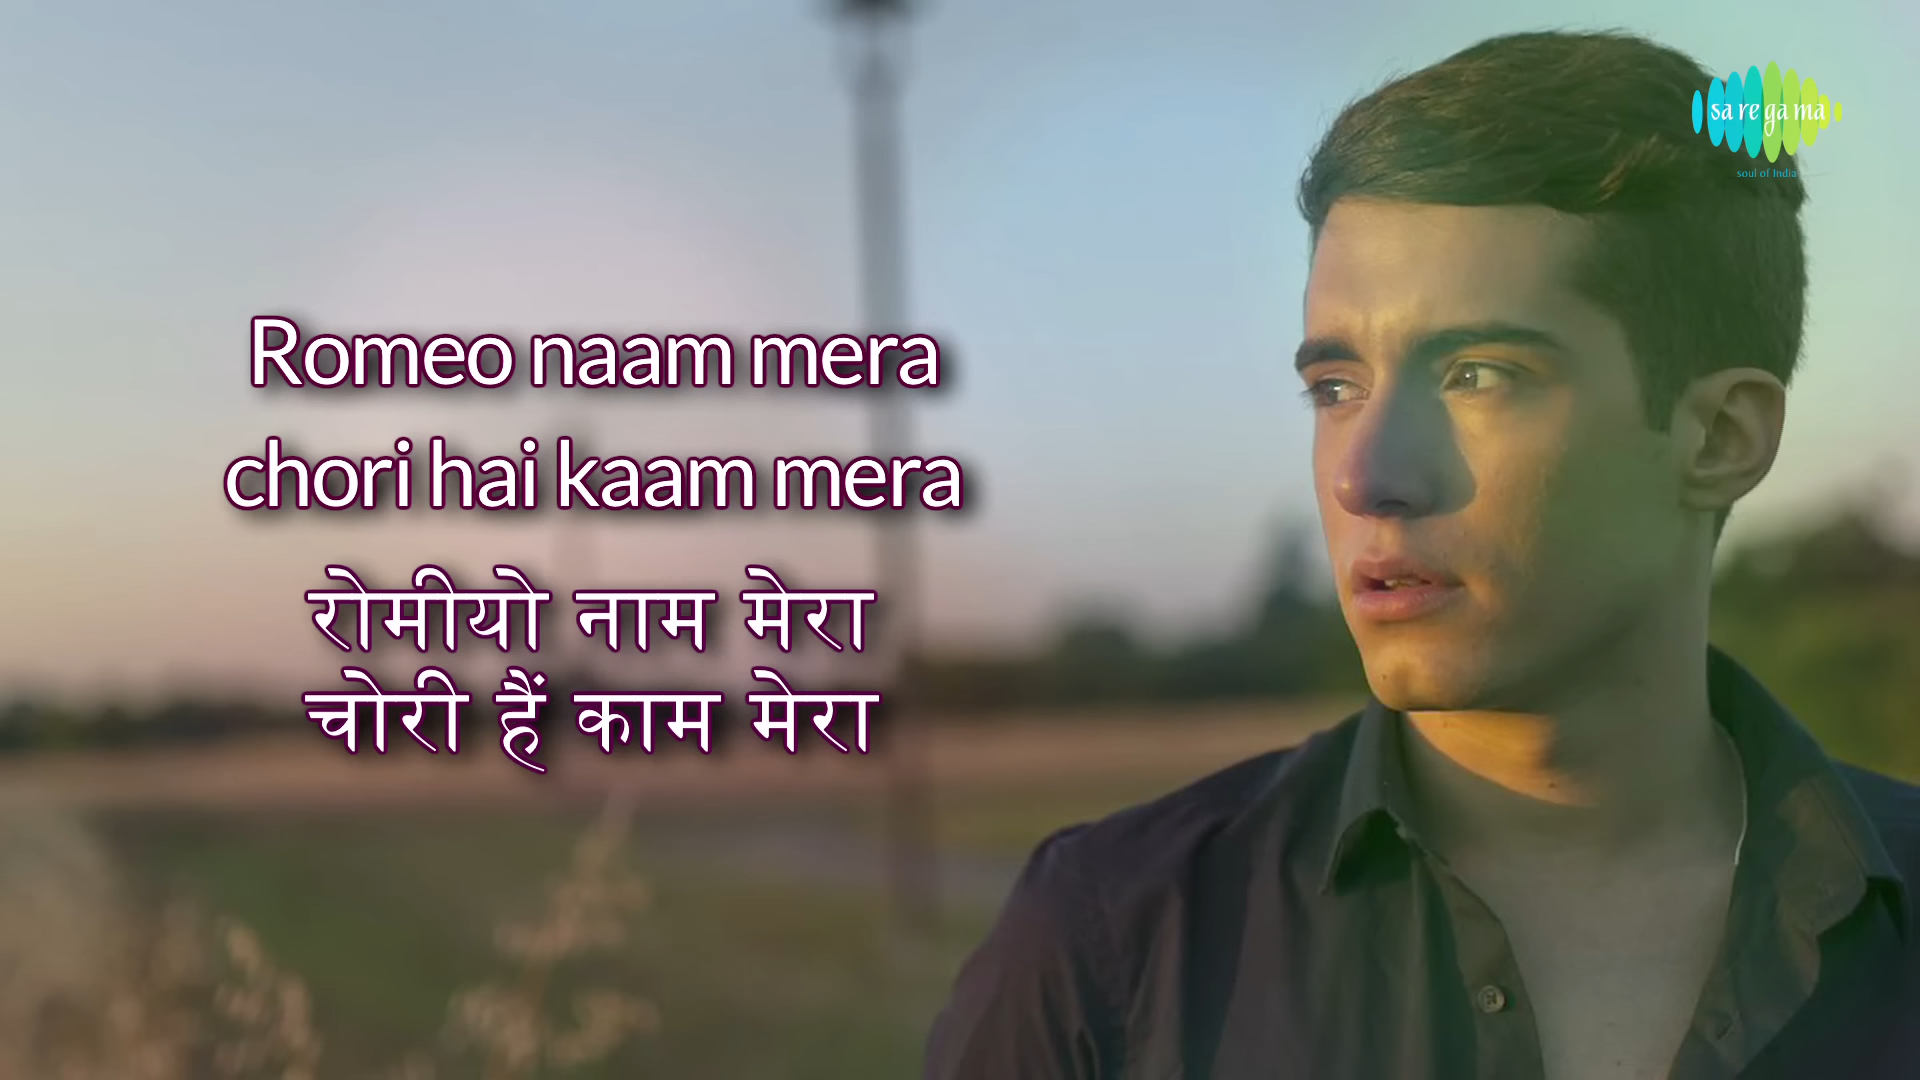 sa re ga ma
soul of India
Romeo naam mera
chori hai kaam mera
रोमीयो नाम मेरा
चोरी हैं काम मेरा